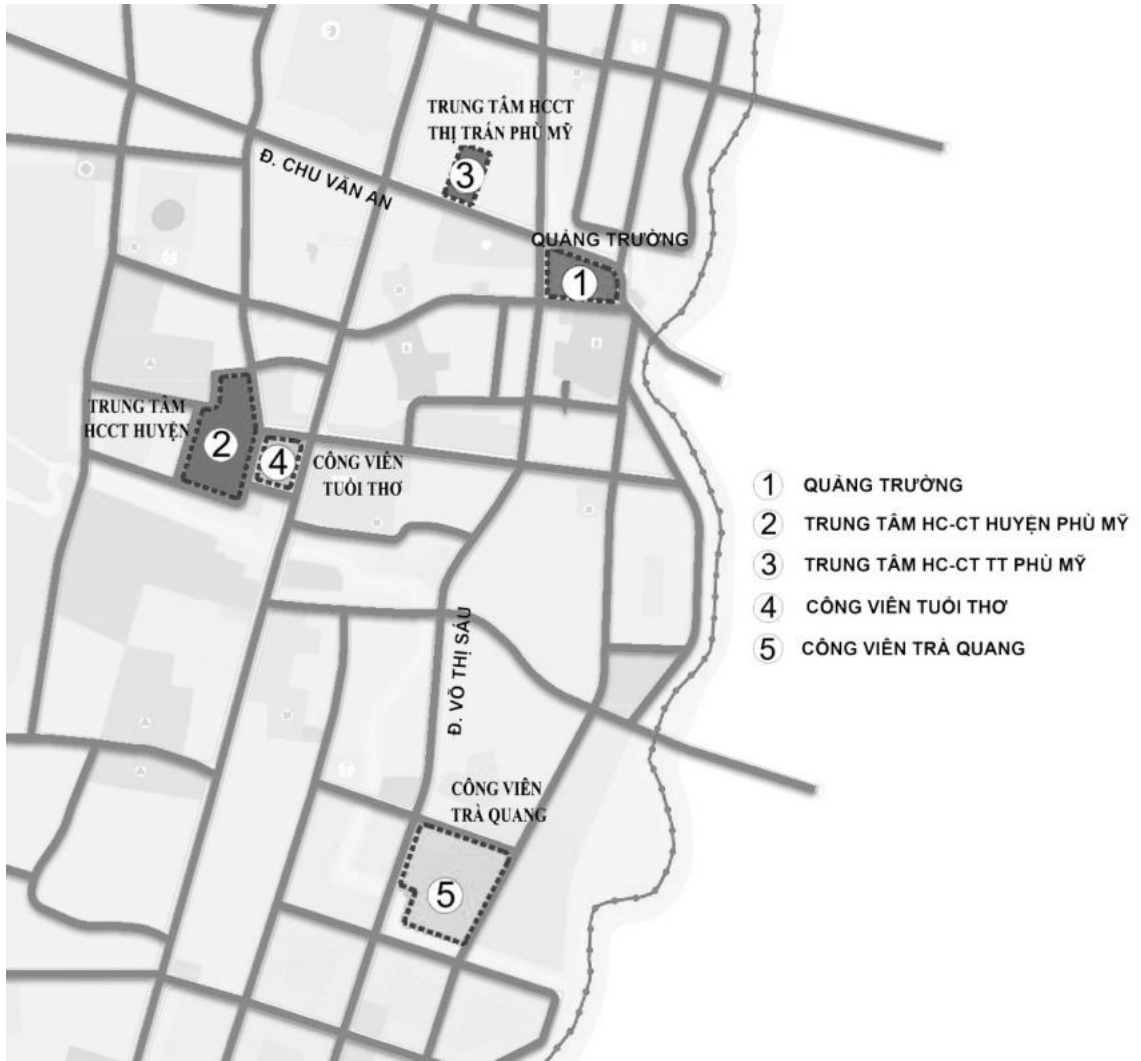 TRUNG TÂM HCCT
THỊ TRẤN PHÙ MỸ
3
Đ. CHU VĂN AN
QUẢNG TRƯỜNG
1
TRUNG TÂM
HCCT HUYỆN
2
4
CÔNG VIÊN
TUỔI THƠ
1 QUẢNG TRƯỜNG
2 TRUNG TÂM HC-CT HUYỆN PHÙ MỸ
3 TRUNG TÂM HC-CT TT PHÙ MỸ
4 CÔNG VIÊN TUỔI THƠ
5 CÔNG VIÊN TRÀ QUANG
Đ. VÕ THỊ SÁU
CÔNG VIÊN
TRÀ QUANG
5